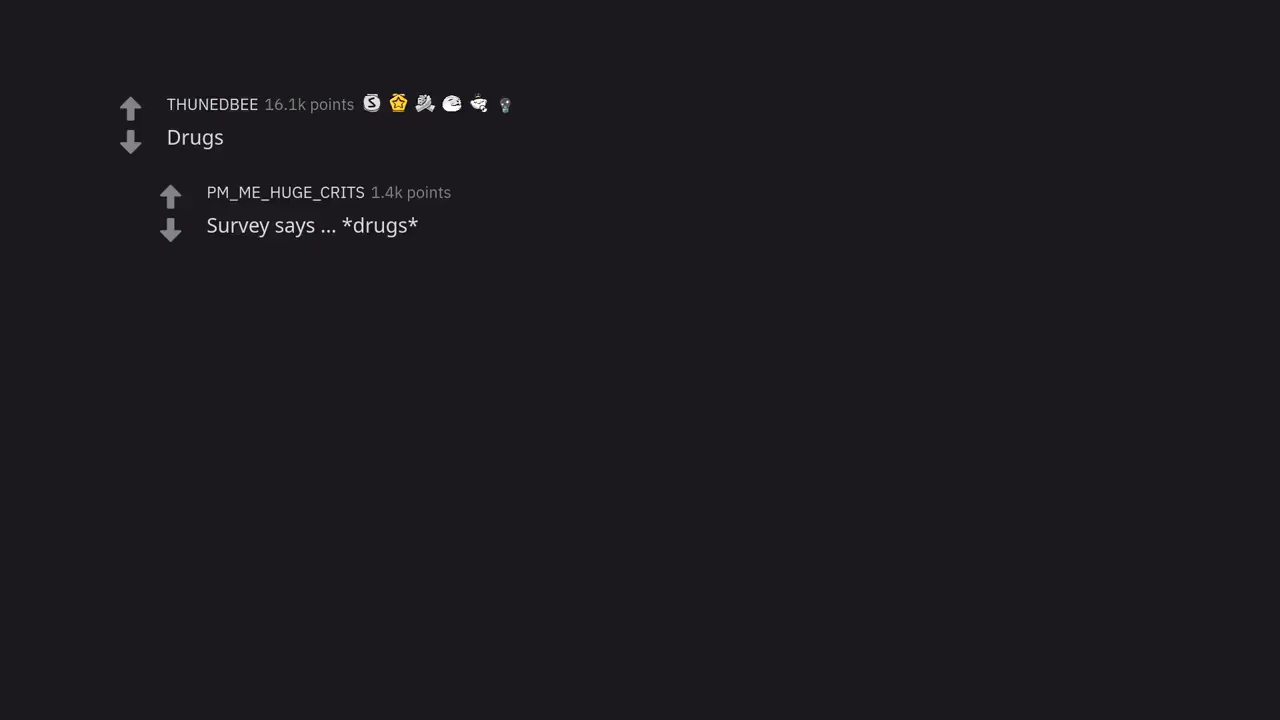 THUNEDBEE 16.1k points
Drugs
PM_ME_HUGE_CRITS 1.4k points
Survey says ... *drugs*